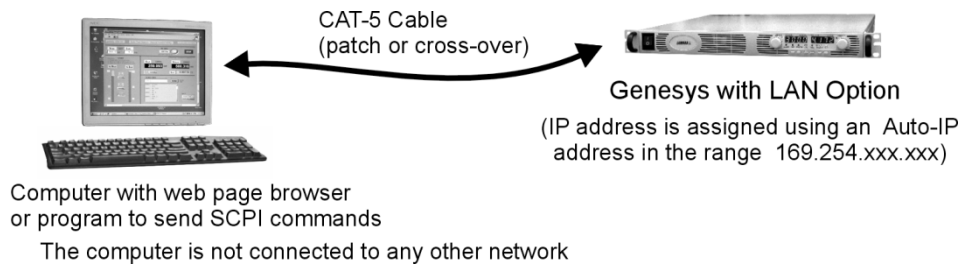 CAT-5 Cable
(patch or cross-over)
Genesys with LAN Option
(IP address is assigned using an Auto-IP
address in the range 169.254.xxx.xxx)
Computer with web page browser
or program to send SCPI commands
The computer is not connected to any other network